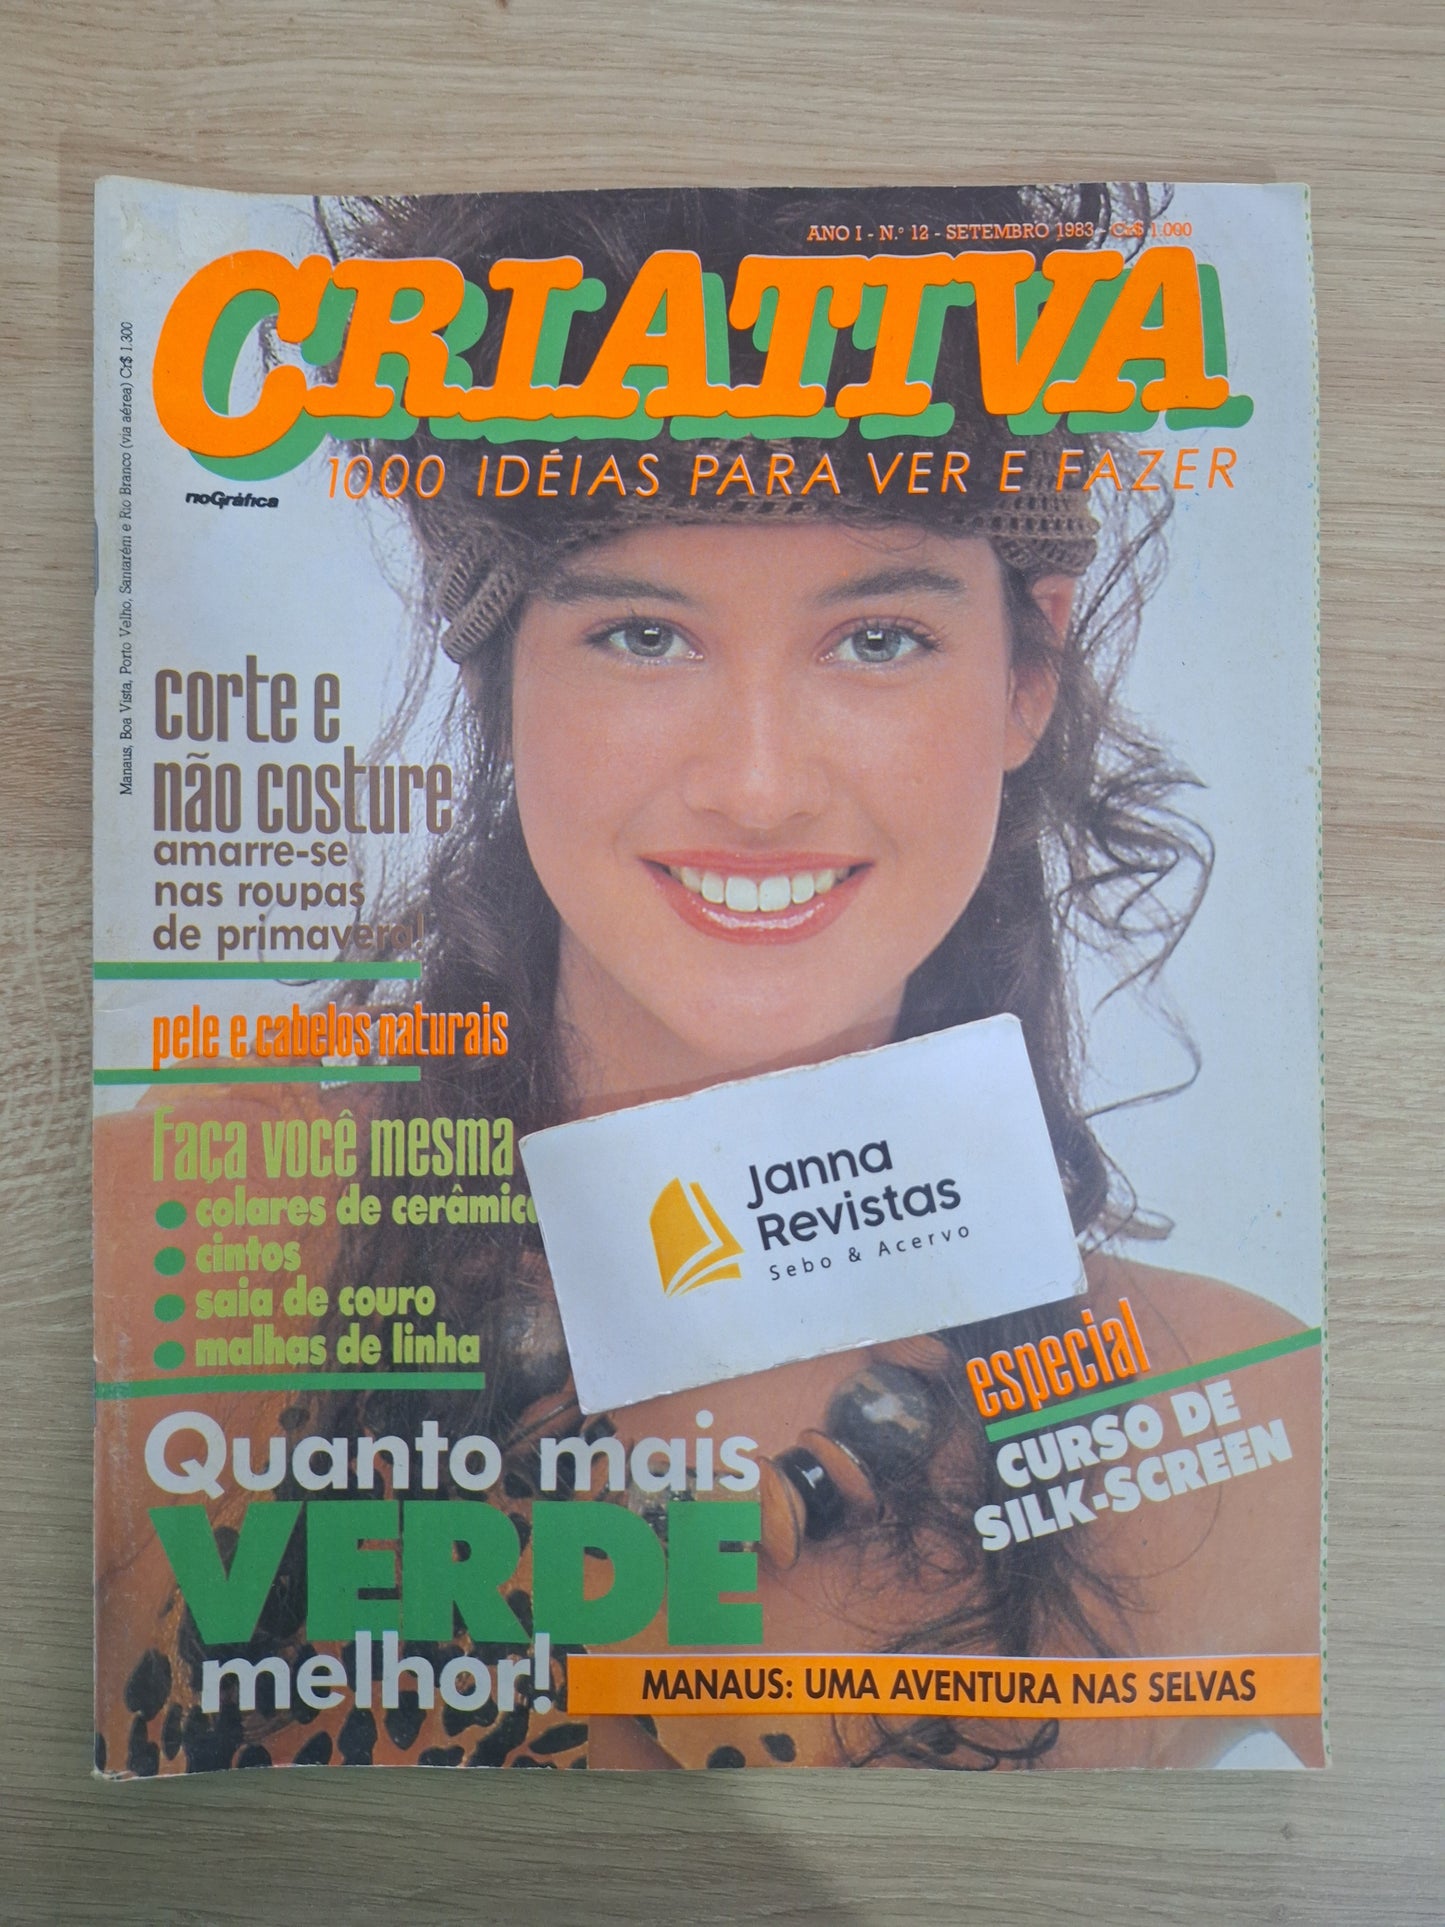 ANO I - N.º 12 - SETEMBRO 1983 - Cr$ 1.000
CRIATIVA
1000 IDÉIAS PARA VER E FAZER
rioGráfica
Manaus, Boa Vista, Porto Velho, Santarém e Rio Branco (via aérea) Cr$ 1.300
corte e
não costure
amarre-se
nas roupas
de primavera!
pele e cabelos naturais
Faça você mesma
• colares de cerâmica
• cintos
• saia de couro
• malhas de linha
Janna
Revistas
Sebo & Acervo
especial
CURSO DE
SILK-SCREEN
Quanto mais
VERDE
melhor!
MANAUS: UMA AVENTURA NAS SELVAS